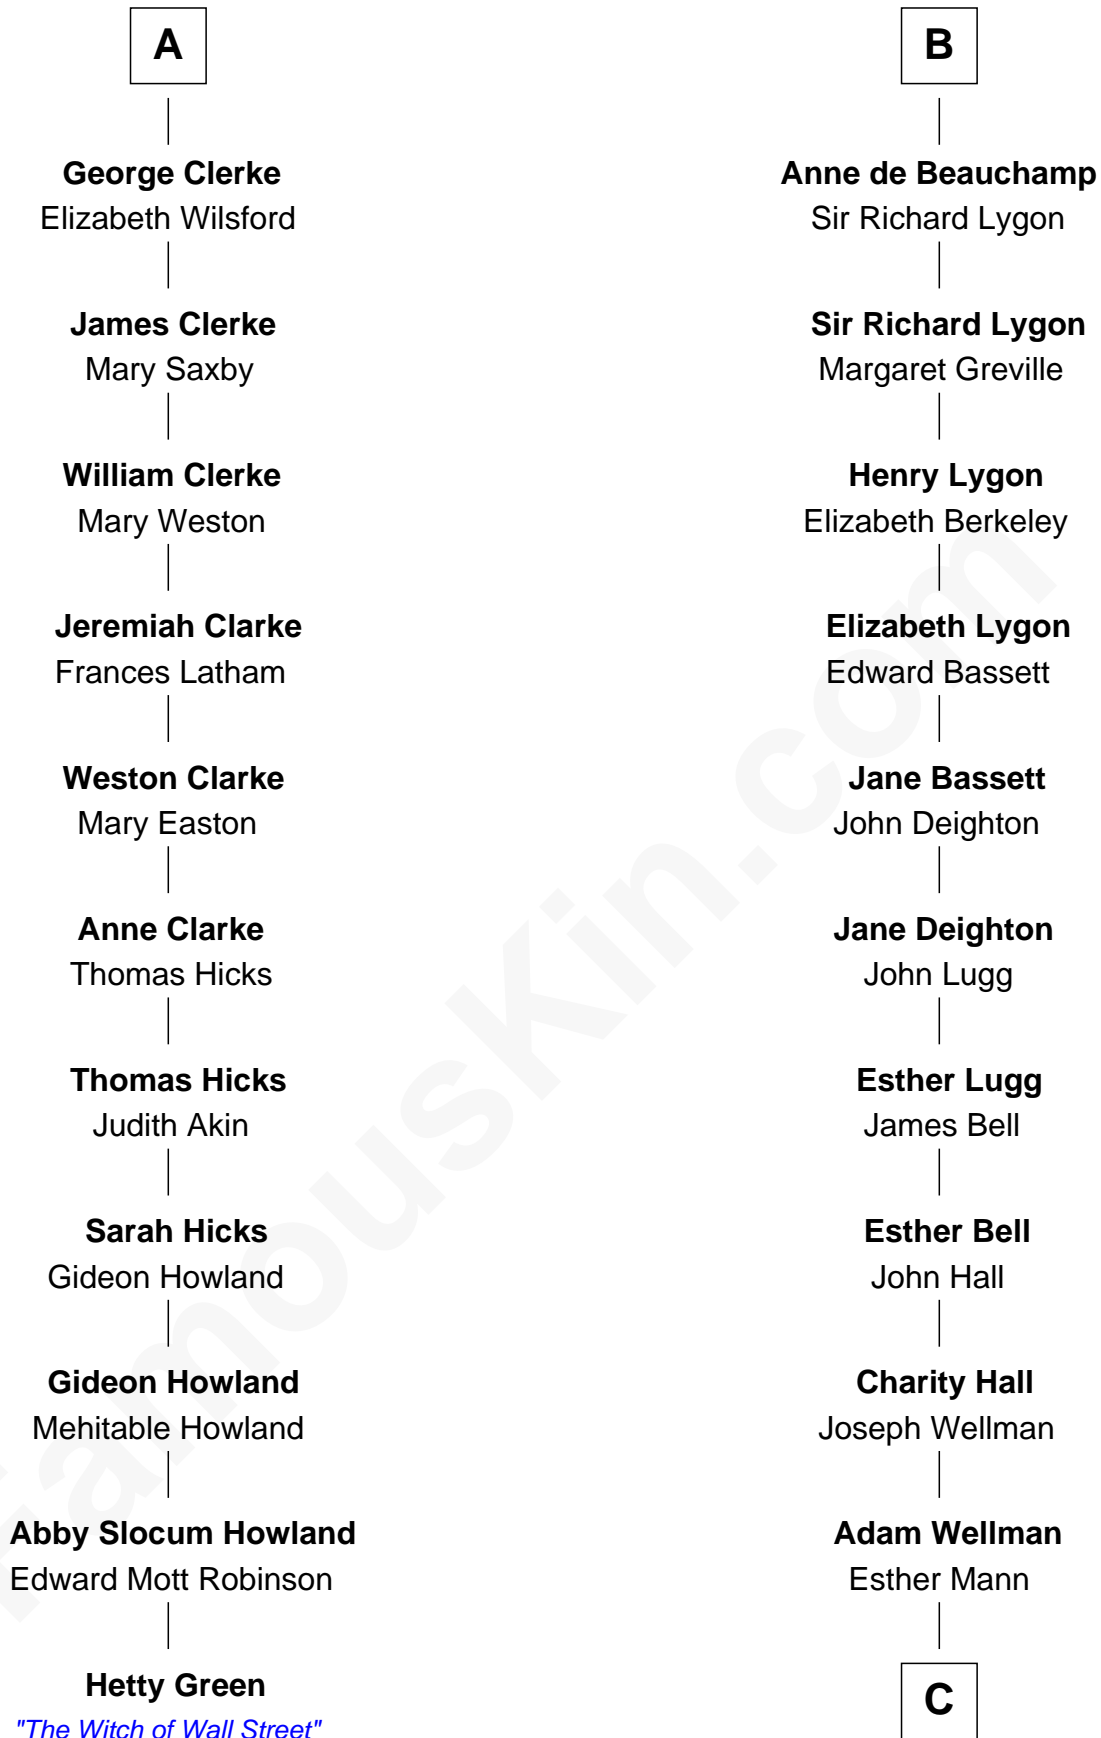 A
George Clerke
Elizabeth Wilsford
James Clerke
Mary Saxby
William Clerke
Mary Weston
Jeremiah Clarke
Frances Latham
Weston Clarke
Mary Easton
Anne Clarke
Thomas Hicks
Thomas Hicks
Judith Akin
Sarah Hicks
Gideon Howland
Gideon Howland
Mehitable Howland
Abby Slocum Howland
Edward Mott Robinson
Hetty Green
"The Witch of Wall Street"
B
Anne de Beauchamp
Sir Richard Lygon
Sir Richard Lygon
Margaret Greville
Henry Lygon
Elizabeth Berkeley
Elizabeth Lygon
Edward Bassett
Jane Bassett
John Deighton
Jane Deighton
John Lugg
Esther Lugg
James Bell
Esther Bell
John Hall
Charity Hall
Joseph Wellman
Adam Wellman
Esther Mann
C
FamousKin.com